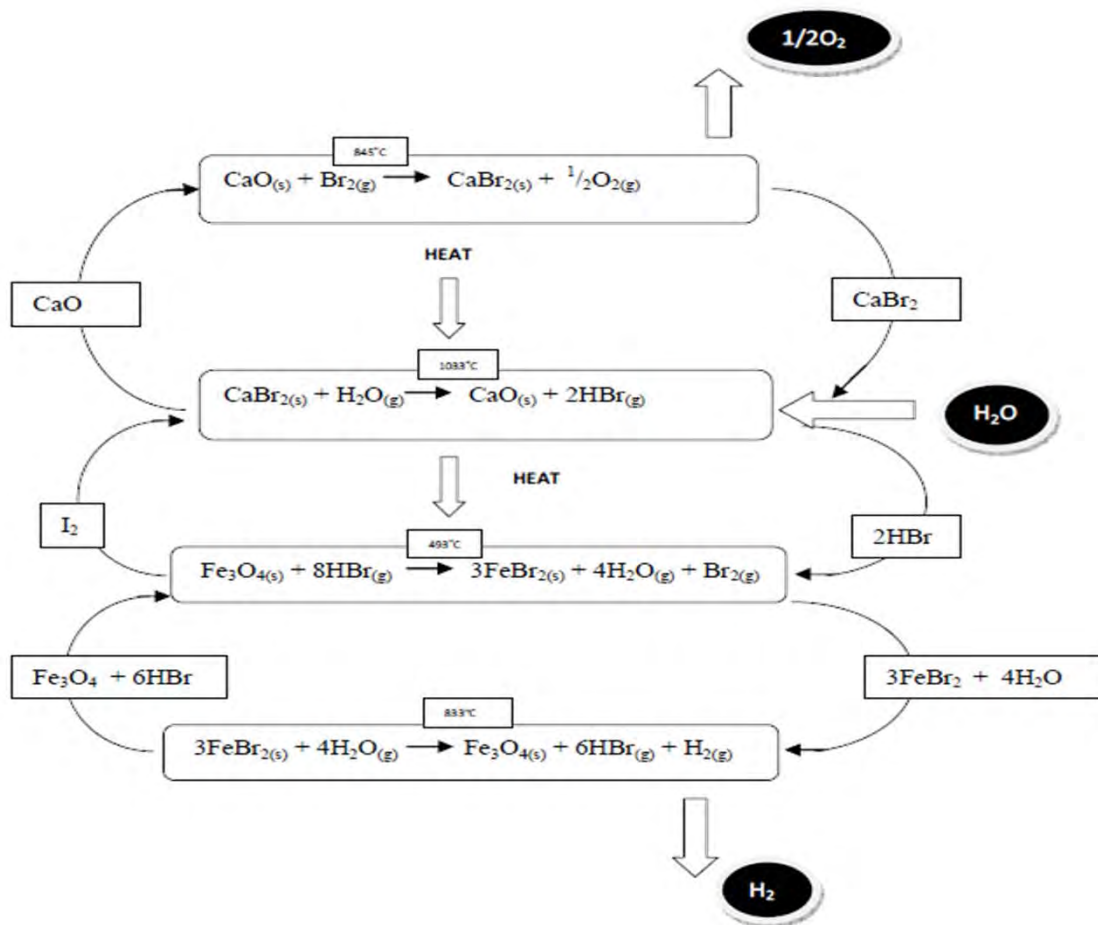 1/2O₂
845°C
CaO(s) + Br₂(g) → CaBr₂(s) + ¹/₂O₂(g)
HEAT
CaO
CaBr₂
1033°C
CaBr₂(s) + H₂O(g) → CaO(s) + 2HBr(g)
H₂O
HEAT
I₂
2HBr
493°C
Fe₃O₄(s) + 8HBr(g) → 3FeBr₂(s) + 4H₂O(g) + Br₂(g)
Fe₃O₄ + 6HBr
3FeBr₂ + 4H₂O
833°C
3FeBr₂(s) + 4H₂O(g) → Fe₃O₄(s) + 6HBr(g) + H₂(g)
H₂